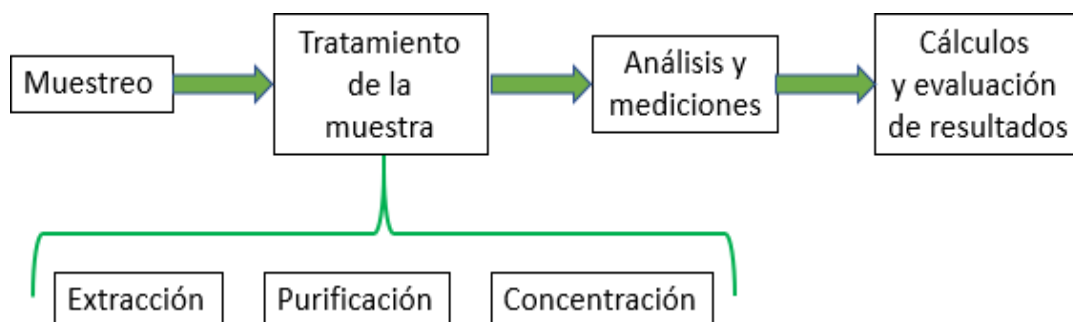 Muestreo
Tratamiento
de la
muestra
Análisis y
mediciones
Cálculos
y evaluación
de resultados
Extracción
Purificación
Concentración